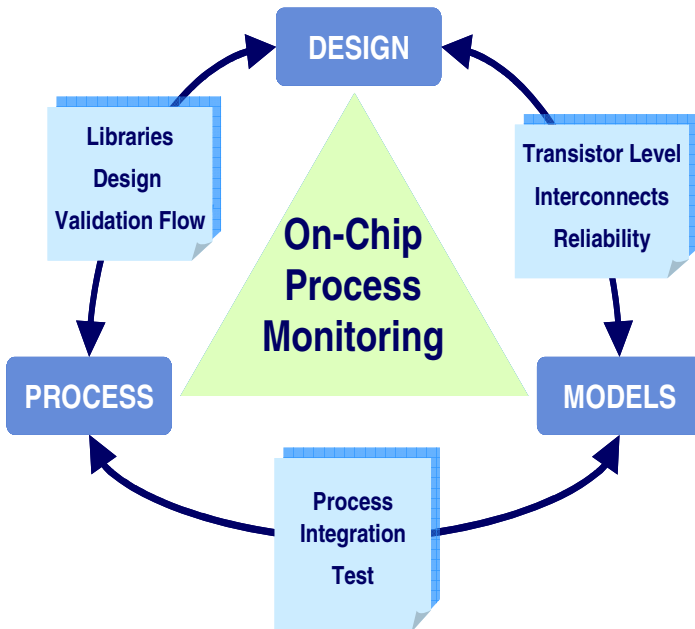 DESIGN
Libraries
Design
Validation Flow
Transistor Level
Interconnects
Reliability
On-Chip
Process
Monitoring
PROCESS
MODELS
Process
Integration
Test